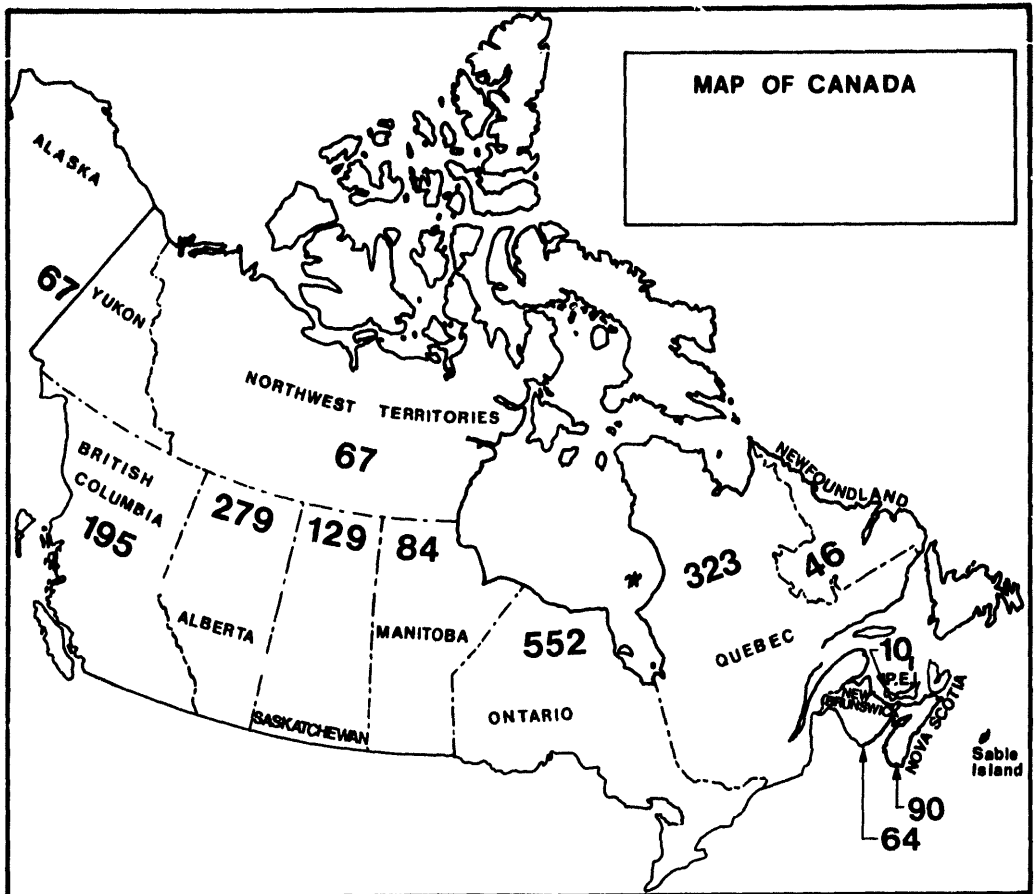 MAP OF CANADA
ALASKA
67
YUKON
NORTHWEST TERRITORIES
67
BRITISH
COLUMBIA
195
279
129
84
ALBERTA
SASKATCHEWAN
MANITOBA
552
ONTARIO
323
QUEBEC
NEWFOUNDLAND
46
10
P.E.I.
NEW
BRUNSWICK
NOVA SCOTIA
Sable
Island
90
64